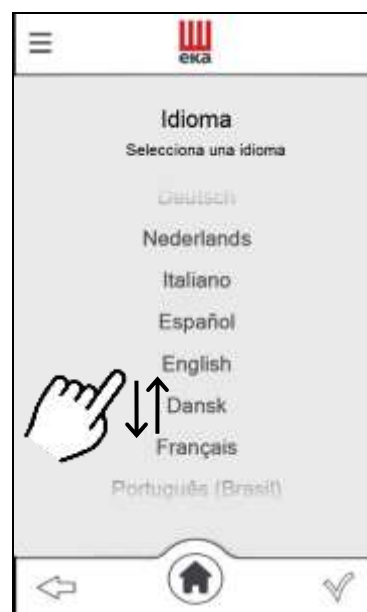 eka
Idioma
Selecciona una idioma
Deutsch
Nederlands
Italiano
Español
English
Dansk
Français
Português (Brasil)